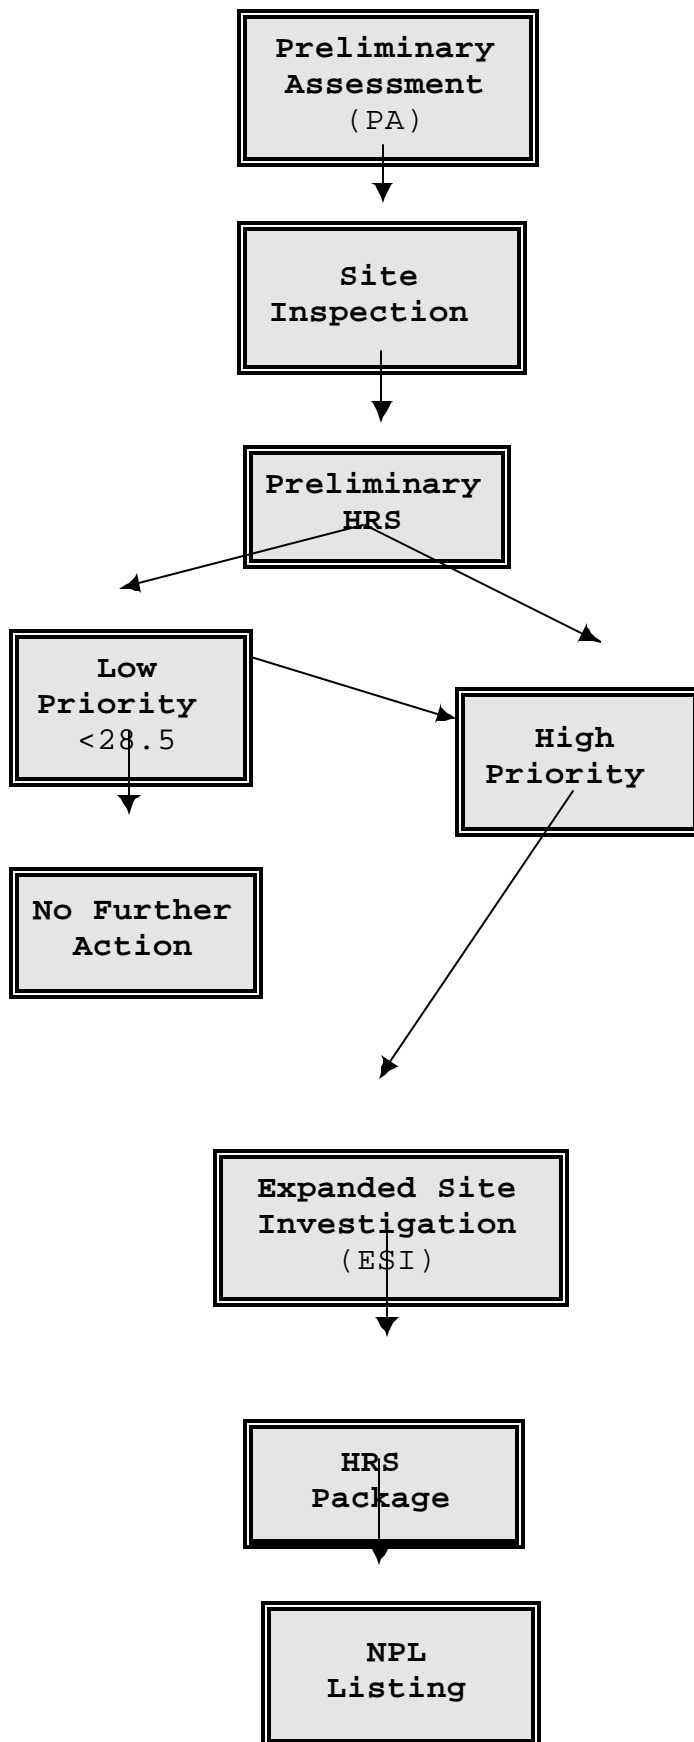 Preliminary
Assessment
(PA)
Site
Inspection
Preliminary
HRS
Low
Priority
<28.5
High
Priority
No Further
Action
Expanded Site
Investigation
(ESI)
HRS
Package
NPL
Listing